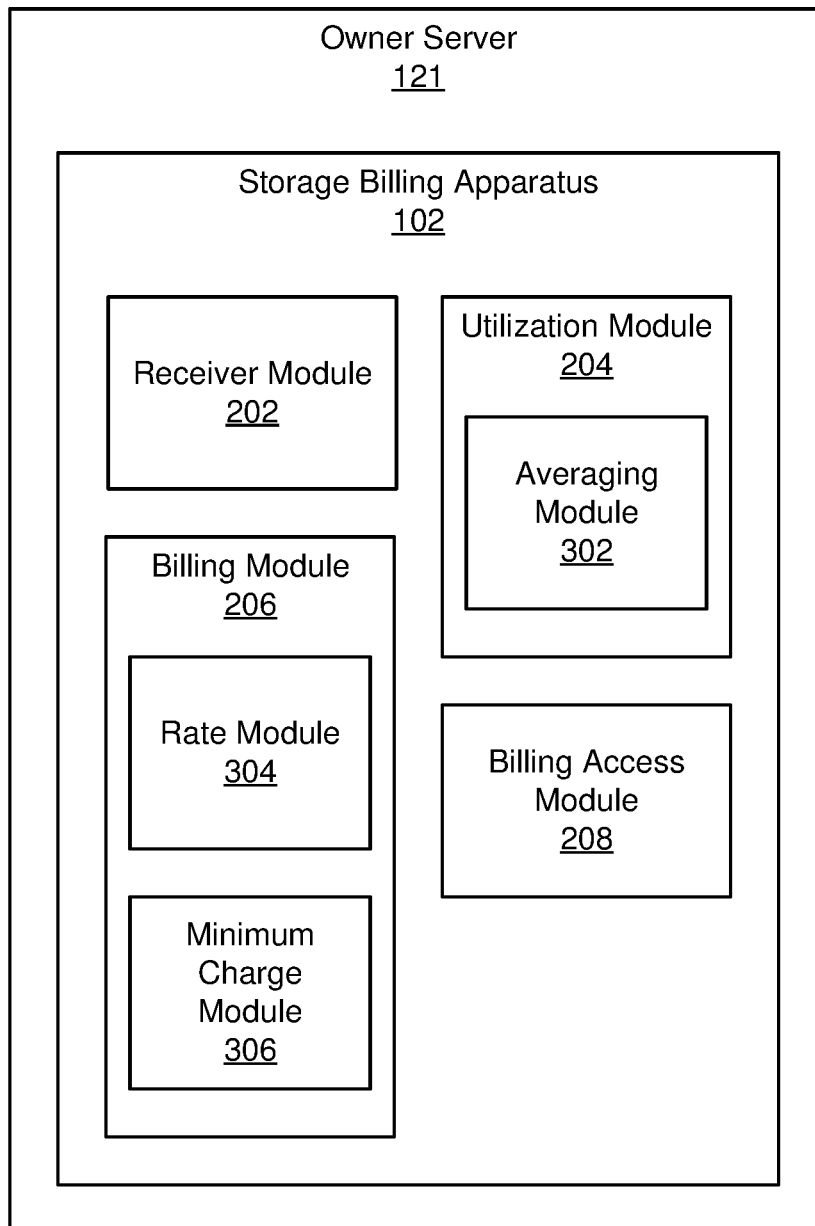 Owner Server
121
Storage Billing Apparatus
102
Receiver Module
202
Utilization Module
204
Averaging
Module
302
Billing Module
206
Rate Module
304
Billing Access
Module
208
Minimum
Charge
Module
306